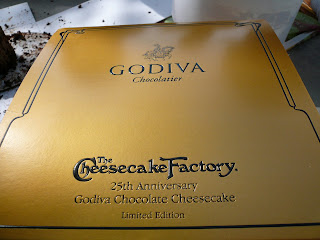 GODIVA
Chocolatier
The
Cheesecake Factory.
25th Anniversary
Godiva Chocolate Cheesecake
Limited Edition